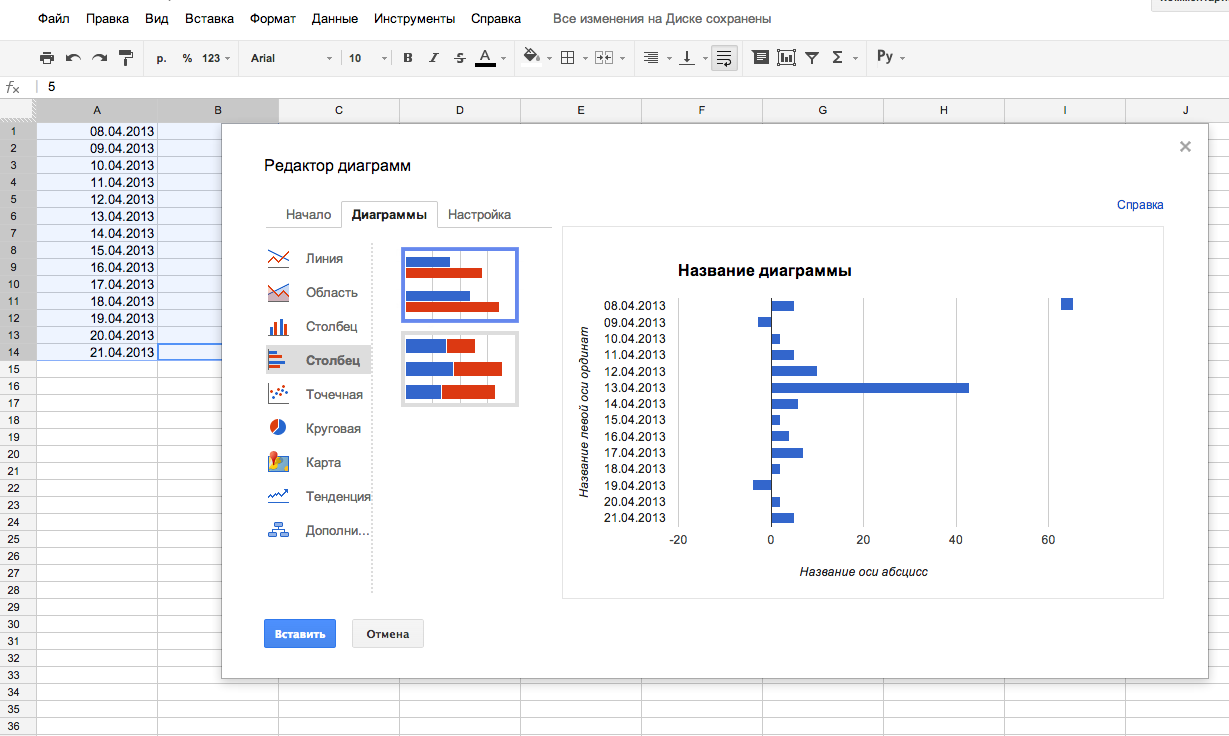 Файл Правка Вид Вставка Формат Данные Инструменты Справка Все изменения на Диске сохранены
р. % 123 Arial 10 B I S A Σ Ру
fx 5
A B C D E F G H I J
1 08.04.2013
2 09.04.2013
3 10.04.2013
4 11.04.2013
5 12.04.2013
6 13.04.2013
7 14.04.2013
8 15.04.2013
9 16.04.2013
10 17.04.2013
11 18.04.2013
12 19.04.2013
13 20.04.2013
14 21.04.2013
15
16
17
18
19
20
21
22
23
24
25
26
27
28
29
30
31
32
33
34
35
36
Редактор диаграмм
Справка
Начало Диаграммы Настройка
Линия
Область
Столбец
Столбец
Точечная
Круговая
Карта
Тенденция
Дополни...
Название диаграммы
Название левой оси ординат
08.04.2013
09.04.2013
10.04.2013
11.04.2013
12.04.2013
13.04.2013
14.04.2013
15.04.2013
16.04.2013
17.04.2013
18.04.2013
19.04.2013
20.04.2013
21.04.2013
-20 0 20 40 60
Название оси абсцисс
Вставить Отмена